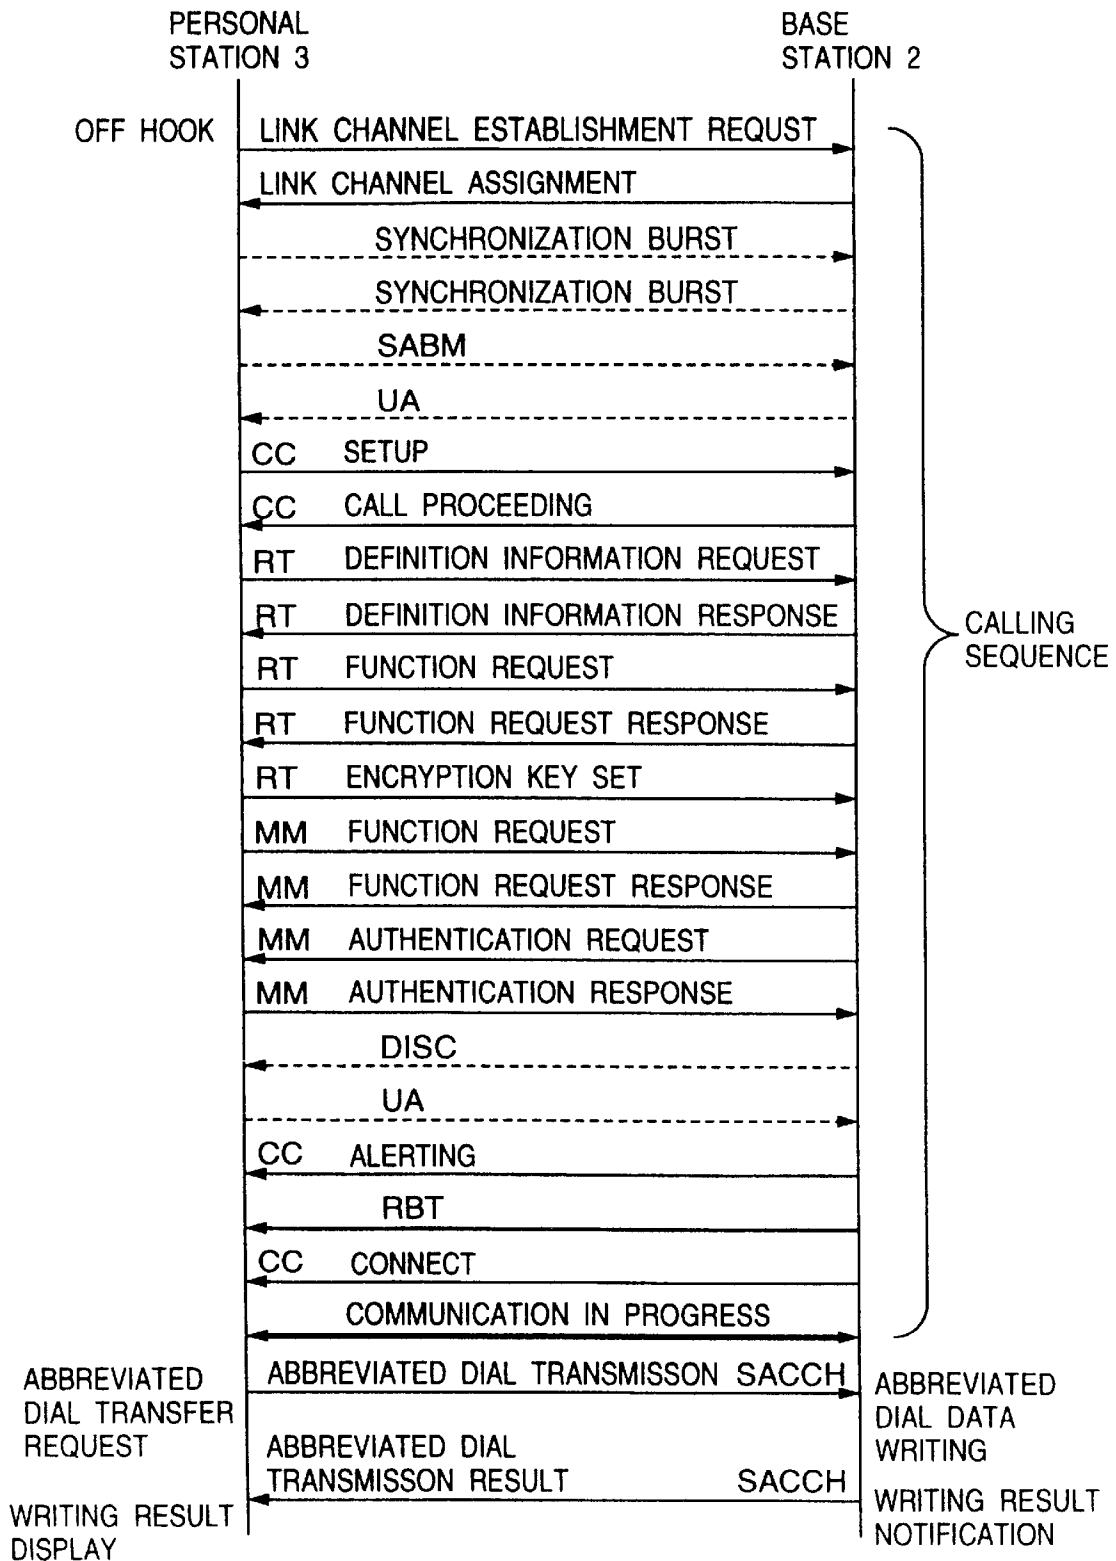 PERSONAL
STATION 3
BASE
STATION 2
OFF HOOK
LINK CHANNEL ESTABLISHMENT REQUST
LINK CHANNEL ASSIGNMENT
SYNCHRONIZATION BURST
SYNCHRONIZATION BURST
SABM
UA
CC SETUP
CC CALL PROCEEDING
RT DEFINITION INFORMATION REQUEST
RT DEFINITION INFORMATION RESPONSE
CALLING
SEQUENCE
RT FUNCTION REQUEST
RT FUNCTION REQUEST RESPONSE
RT ENCRYPTION KEY SET
MM FUNCTION REQUEST
MM FUNCTION REQUEST RESPONSE
MM AUTHENTICATION REQUEST
MM AUTHENTICATION RESPONSE
DISC
UA
CC ALERTING
RBT
CC CONNECT
COMMUNICATION IN PROGRESS
ABBREVIATED DIAL TRANSMISSON SACCH
ABBREVIATED
DIAL TRANSFER
REQUEST
ABBREVIATED
DIAL DATA
WRITING
ABBREVIATED DIAL
TRANSMISSON RESULT SACCH
WRITING RESULT
DISPLAY
WRITING RESULT
NOTIFICATION